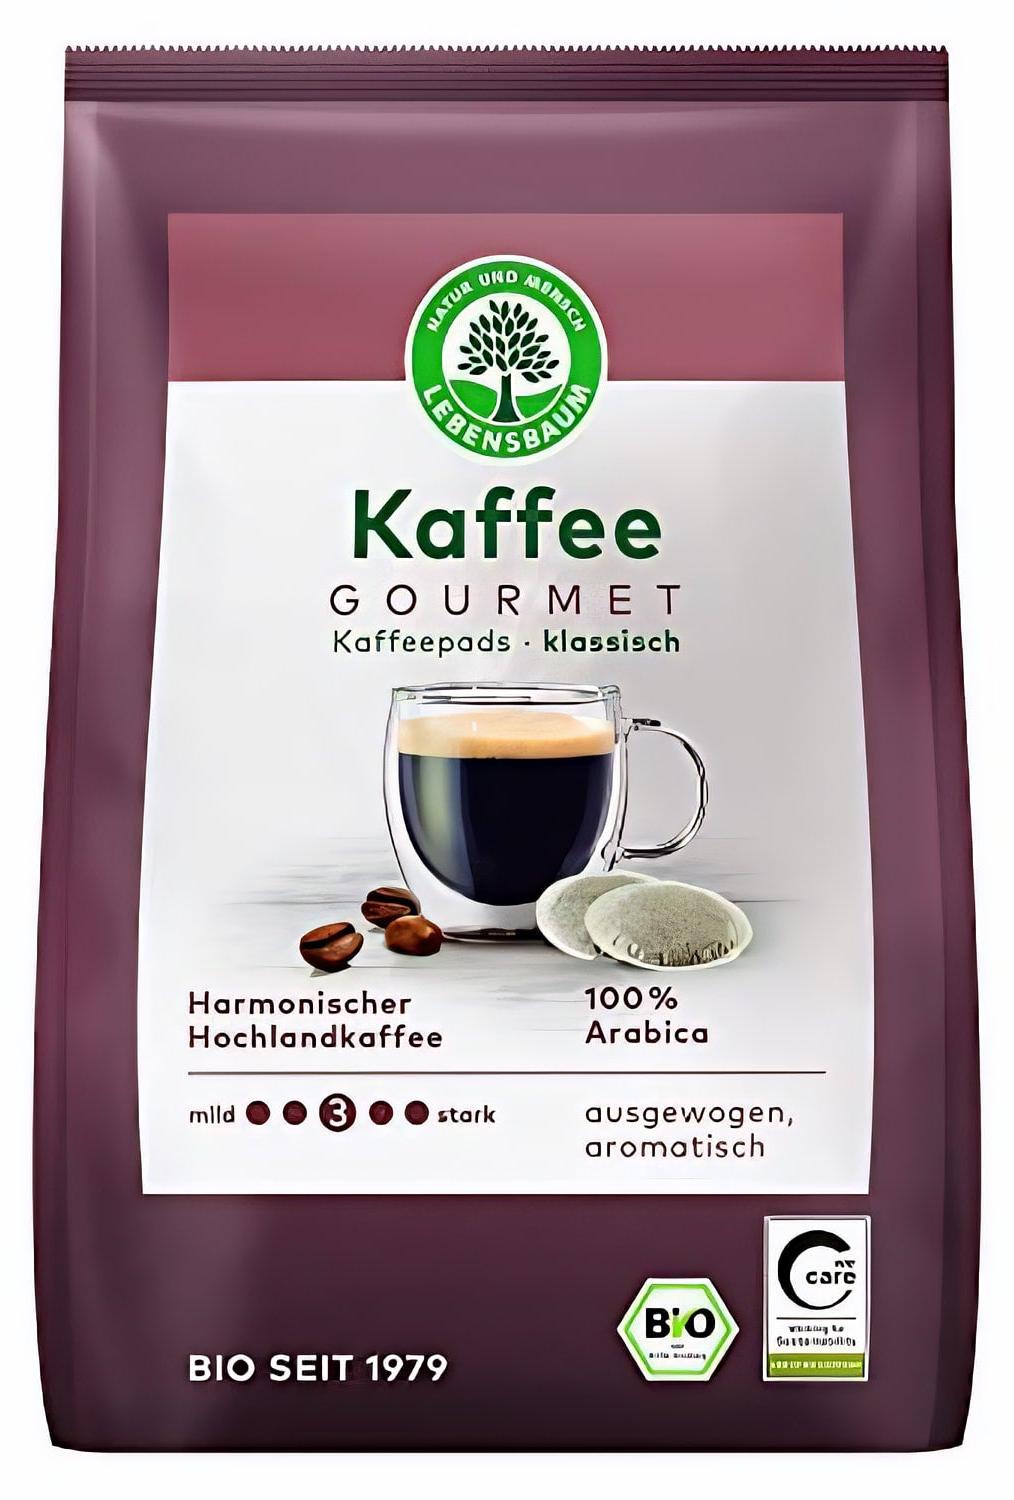 NATUR UND MENSCH
LEBENSBAUM
Kaffee
GOURMET
Kaffeepads · klassisch
Harmonischer
Hochlandkaffee
100%
Arabica
mild 3 stark
ausgewogen,
aromatisch
BIO SEIT 1979
Bio
care